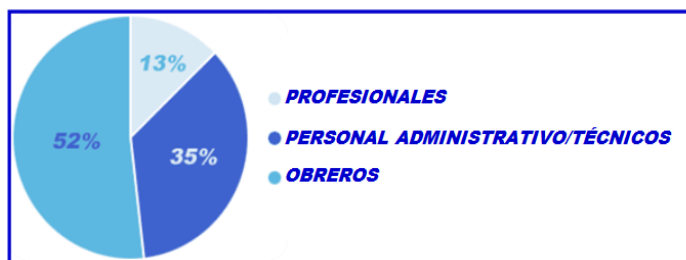 13%
PROFESIONALES
52%
PERSONAL ADMINISTRATIVO/TÉCNICOS
35%
OBREROS